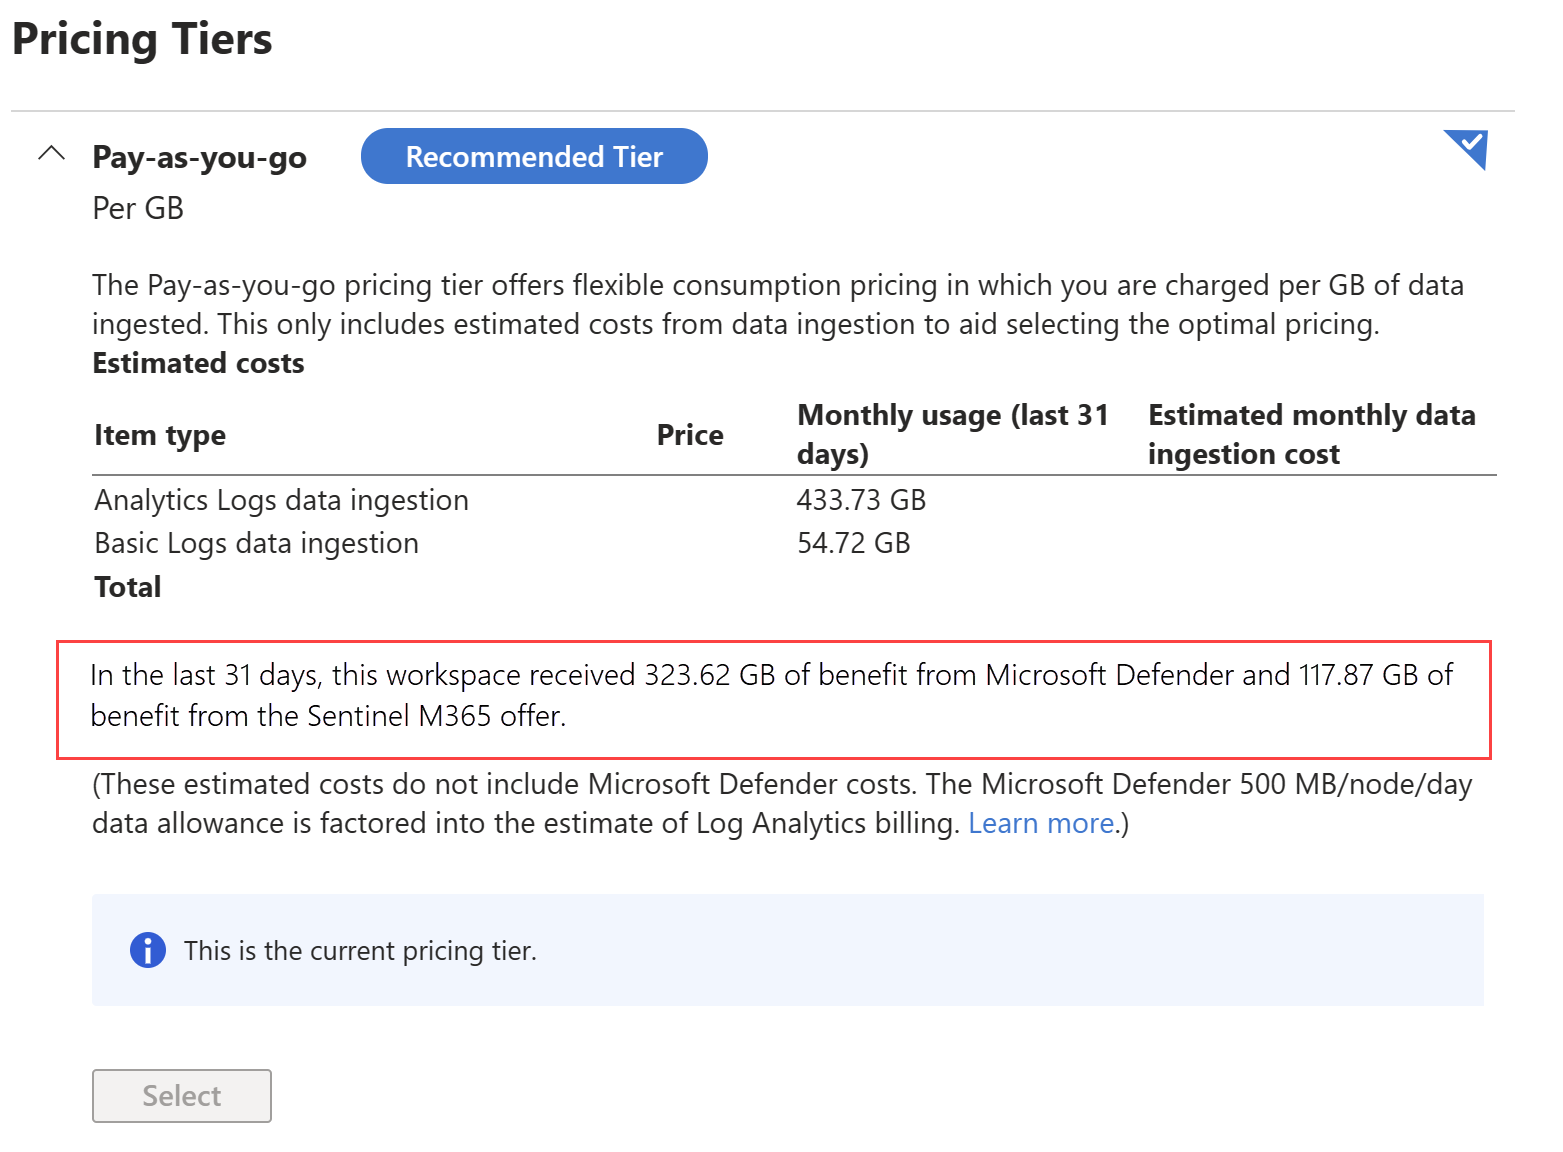 Pricing Tiers
Pay-as-you-go
Recommended Tier
Per GB
The Pay-as-you-go pricing tier offers flexible consumption pricing in which you are charged per GB of data
ingested. This only includes estimated costs from data ingestion to aid selecting the optimal pricing.
Estimated costs
Item type Price Monthly usage (last 31 days) Estimated monthly data ingestion cost
Analytics Logs data ingestion 433.73 GB
Basic Logs data ingestion 54.72 GB
Total
In the last 31 days, this workspace received 323.62 GB of benefit from Microsoft Defender and 117.87 GB of
benefit from the Sentinel M365 offer.
(These estimated costs do not include Microsoft Defender costs. The Microsoft Defender 500 MB/node/day
data allowance is factored into the estimate of Log Analytics billing. Learn more.)
This is the current pricing tier.
Select